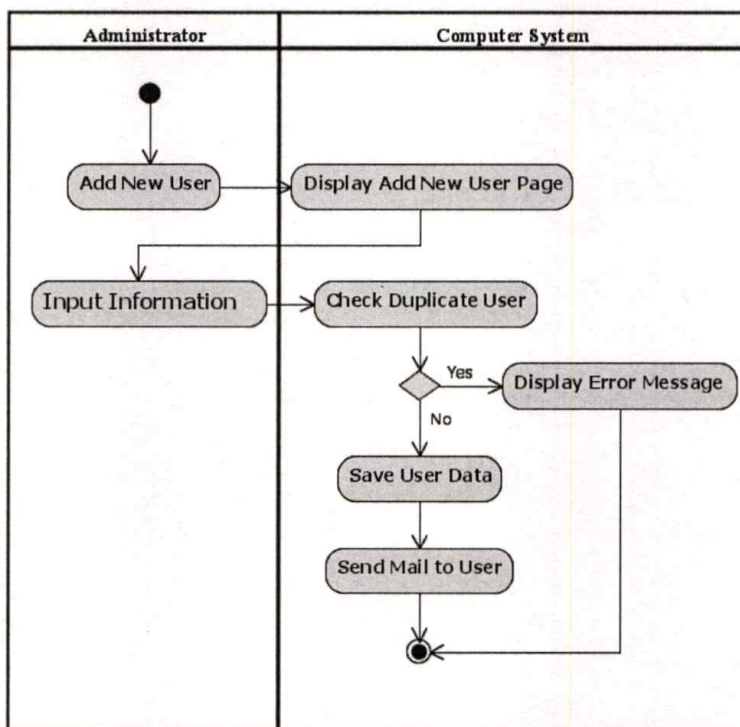 Administrator
Computer System
Add New User
Display Add New User Page
Input Information
Check Duplicate User
Yes
Display Error Message
No
Save User Data
Send Mail to User